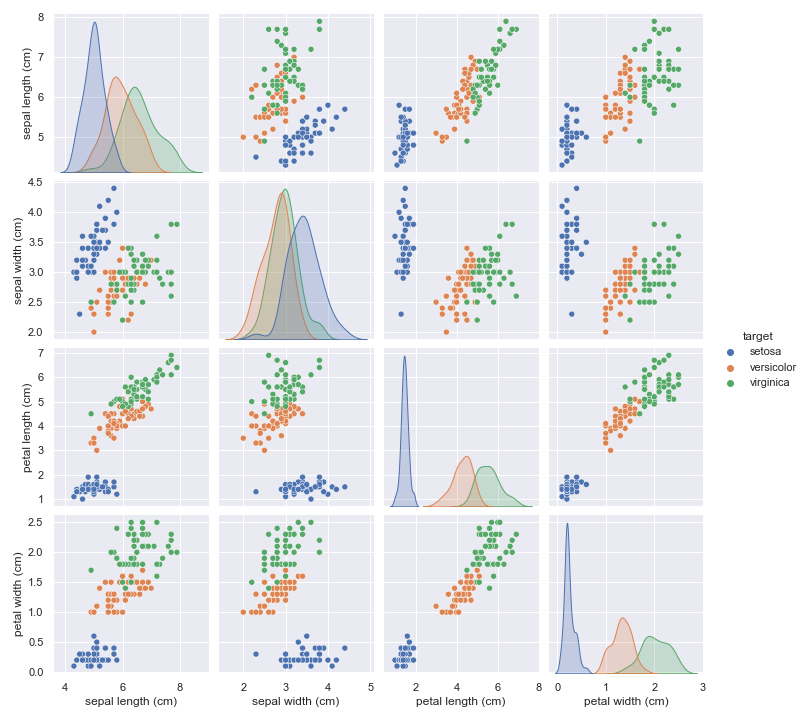 8
7
6
5
sepal length (cm)
4.5
4.0
3.5
3.0
2.5
2.0
sepal width (cm)
7
6
5
4
3
2
1
petal length (cm)
2.5
2.0
1.5
1.0
0.5
0.0
petal width (cm)
4 6 8
sepal length (cm)
2 3 4 5
sepal width (cm)
2 4 6 8
petal length (cm)
0 1 2 3
petal width (cm)
target
setosa
versicolor
virginica